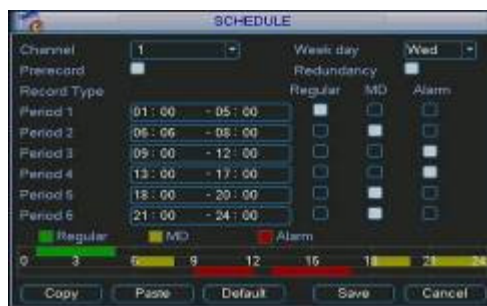 SCHEDULE
Channel 1 Week day Wed
Prerecord Redundancy
Record Type Regular MD Alarm
Period 1 01:00 - 05:00
Period 2 06:06 - 08:00
Period 3 09:00 - 12:00
Period 4 13:00 - 17:00
Period 5 18:00 - 20:00
Period 6 21:00 - 24:00
Regular MD Alarm
0 3 6 9 12 15 18 21 24
Copy Paste Default Save Cancel